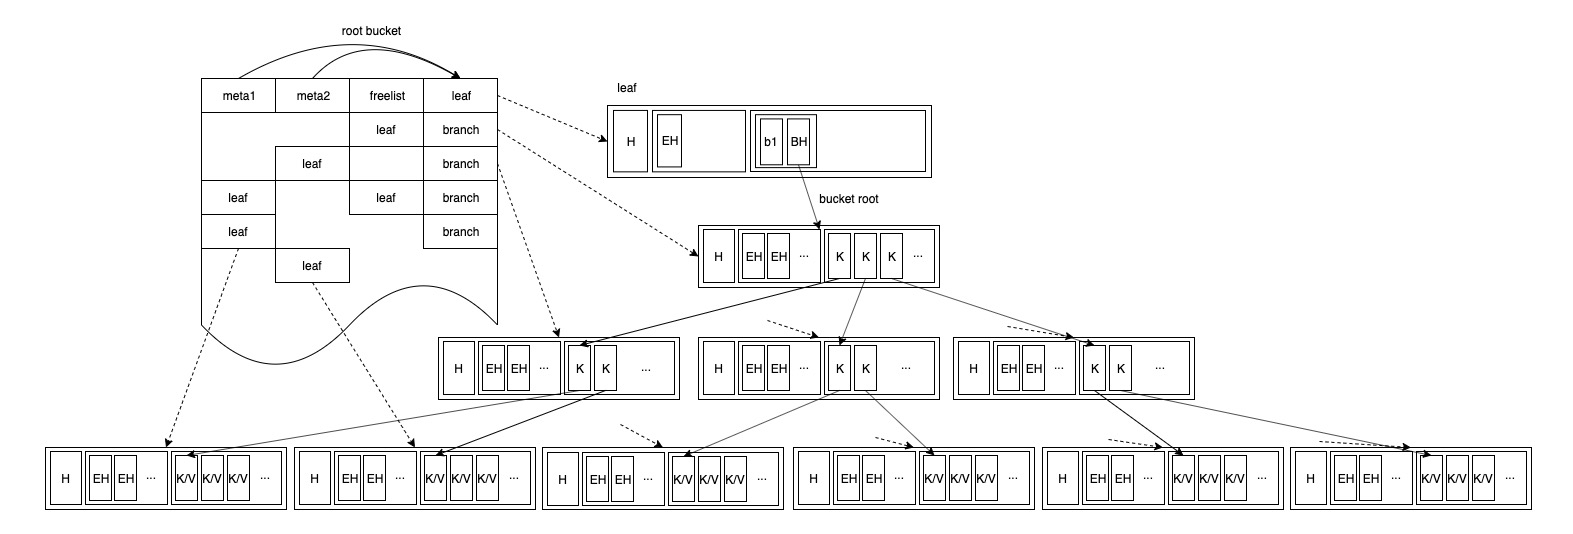 root bucket
meta1 meta2 freelist leaf
leaf branch
leaf branch
leaf leaf branch
leaf branch
leaf
leaf
H EH b1 BH
bucket root
H EH EH ... K K K ...
H EH EH ... K K ...
H EH EH ... K K ...
H EH EH ... K K ...
H EH EH ... K/V K/V K/V ...
H EH EH ... K/V K/V K/V ...
H EH EH ... K/V K/V K/V ...
H EH EH ... K/V K/V K/V ...
H EH EH ... K/V K/V K/V ...
H EH EH ... K/V K/V K/V ...